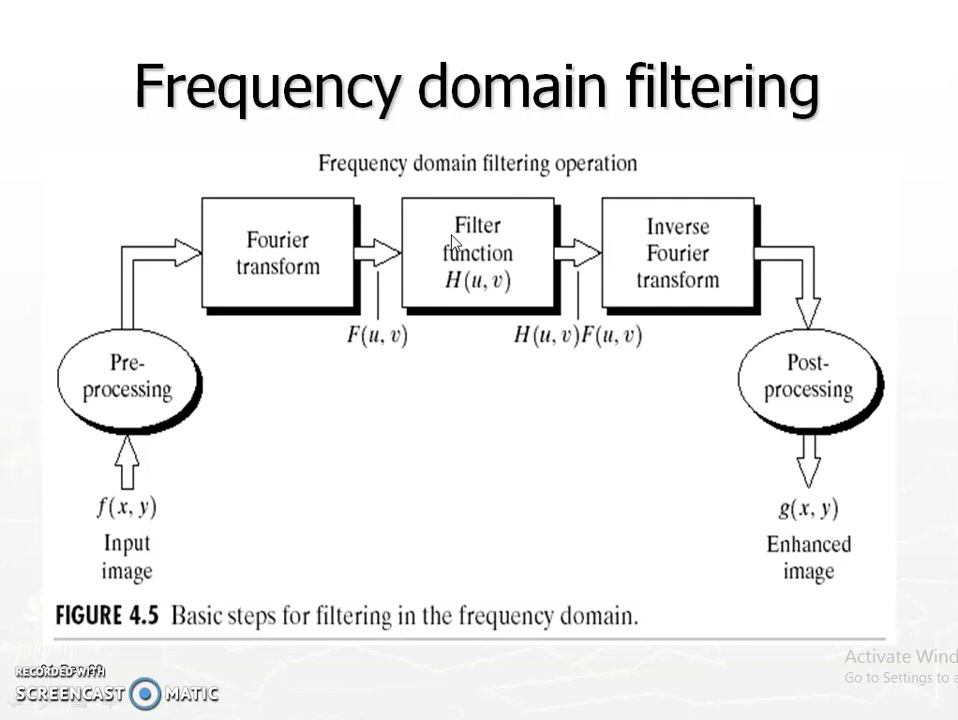 Frequency domain filtering
Frequency domain filtering operation
Fourier
transform
Filter
function
H(u, v)
Inverse
Fourier
transform
F(u, v)
H(u, v)F(u, v)
Pre-
processing
Post-
processing
f(x, y)
Input
image
g(x, y)
Enhanced
image
FIGURE 4.5 Basic steps for filtering in the frequency domain.
Activate Wind
Go to Settings to a
RECORDED WITH
SCREENCAST MATIC